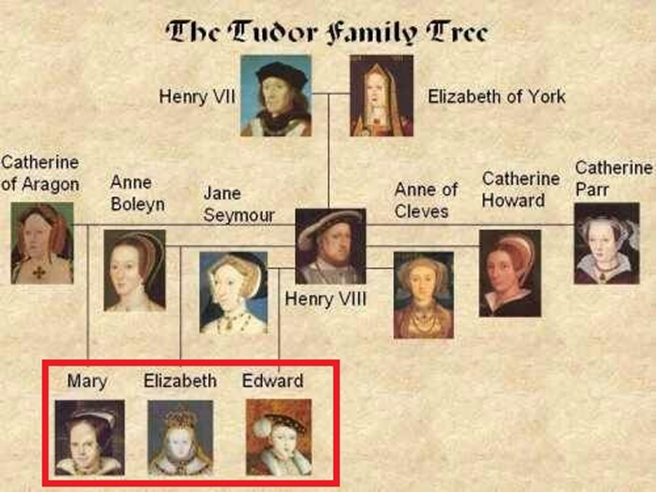 The Tudor Family Tree
Henry VII
Elizabeth of York
Catherine
of Aragon
Anne
Boleyn
Jane
Seymour
Anne of
Cleves
Catherine
Howard
Catherine
Parr
Henry VIII
Mary
Elizabeth
Edward